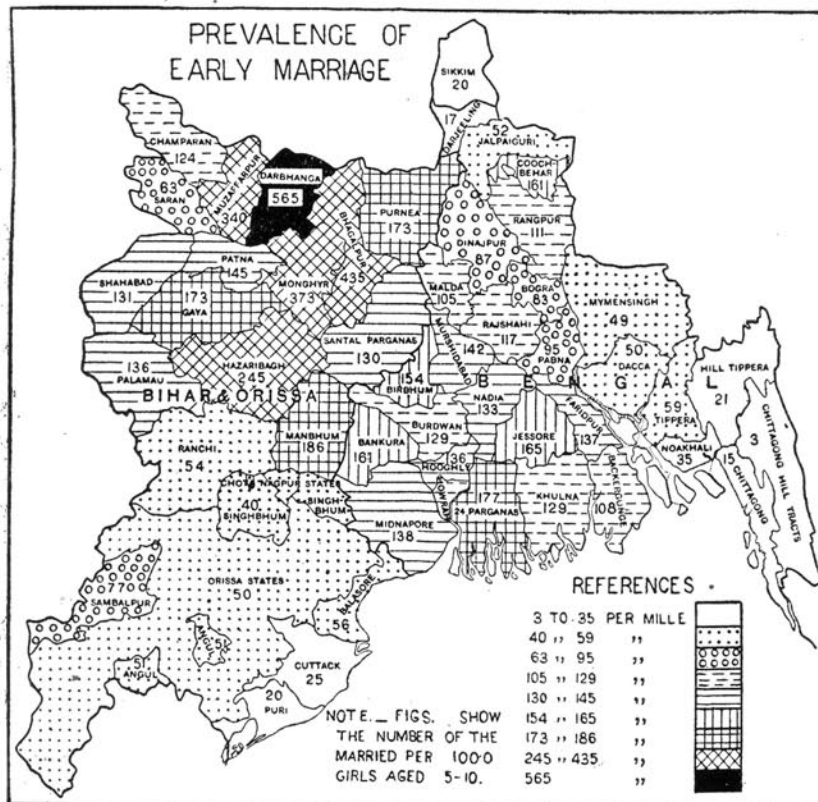 PREVALENCE OF
EARLY MARRIAGE
SIKKIM
20
17
DARJEELING
52
JALPAIGURI
COOCH-
BEHAR
161
CHAMPARAN
124
63
SARAN
MUZAFFARPUR
340
DARBHANGA
565
BHAGALPUR
435
PURNEA
173
DINAJPUR
87
RANGPUR
111
PATNA
145
SHAHABAD
131
173
GAYA
MONGHYR
373
MALDA
105
BOGRA
83
MYMENSINGH
49
RAJSHAHI
117
MURSHIDABAD
142
95
PABNA
50
DACCA
SANTAL PARGANAS
130
136
PALAMAU
HAZARIBAGH
245
BIHAR & ORISSA
154
BIRBHUM
BENGAL
HILL TIPPERA
21
NADIA
133
FARIDPUR
137
59
TIPPERA
3
CHITTAGONG HILL TRACTS
MANBHUM
186
BANKURA
161
BURDWAN
129
136
HOOGHLY
JESSORE
165
NOAKHALI
35
15
CHITTAGONG
RANCHI
54
CHOTA NAGPUR STATES
40
SINGHBHUM
SINGH-
BHUM
HOWRAH
177
24 PARGANAS
KHULNA
129
BACKERGUNGE
108
MIDNAPORE
138
ORISSA STATES
50
77
SAMBALPUR
BALASORE
56
ANGUL
51
51
ANGUL
CUTTACK
25
20
PURI
REFERENCES
3 TO 35 PER MILLE
40 ,, 59 ,,
63 ,, 95 ,,
105 ,, 129 ,,
130 ,, 145 ,,
154 ,, 165 ,,
173 ,, 186 ,,
245 ,, 435 ,,
565 ,,
NOTE._ FIGS. SHOW
THE NUMBER OF THE
MARRIED PER 1000
GIRLS AGED 5-10.